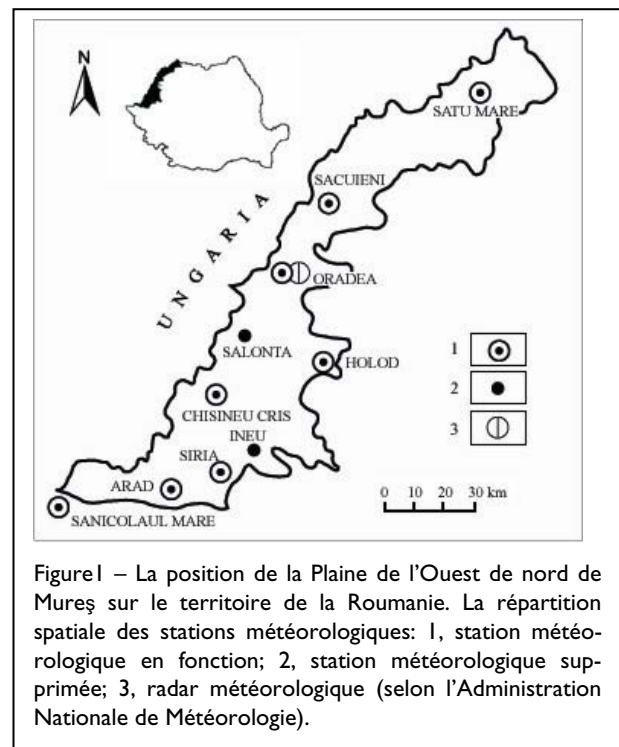 N
SATU MARE
SACUIENI
UNGARIA
ORADEA
SALONTA
HOLOD
1
2
3
CHISINEU CRIS
INEU
SIRIA
ARAD
SANICOLAUL MARE
0 10 20 30 km
Figure1 – La position de la Plaine de l’Ouest de nord de
Mureş sur le territoire de la Roumanie. La répartition
spatiale des stations météorologiques: 1, station météo-
rologique en fonction; 2, station météorologique sup-
primée; 3, radar météorologique (selon l’Administration
Nationale de Météorologie).